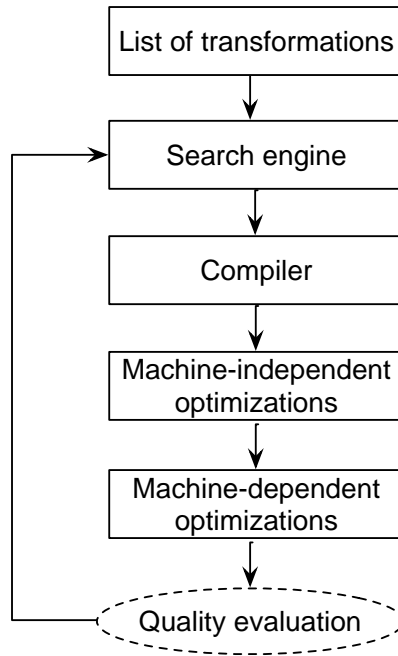 List of transformations
Search engine
Compiler
Machine-independent
optimizations
Machine-dependent
optimizations
Quality evaluation